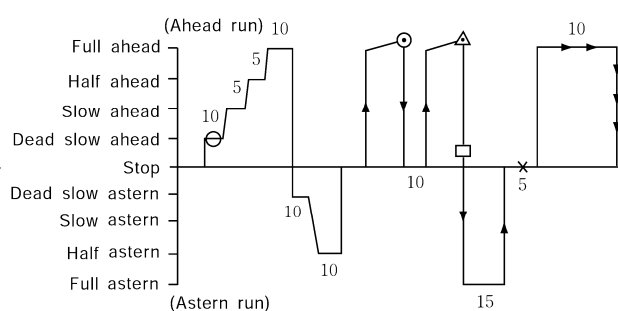 (Ahead run)
10
10
Full ahead
5
Half ahead
5
Slow ahead
10
Dead slow ahead
Stop
10
5
Dead slow astern
10
Slow astern
Half astern
10
Full astern
15
(Astern run)